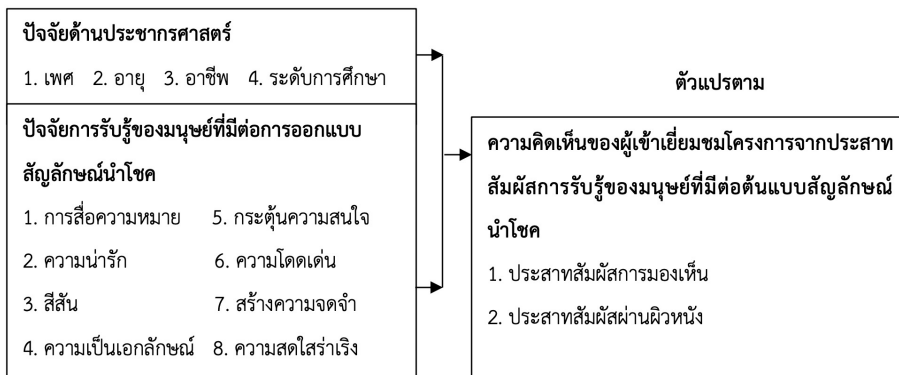 ปัจจัยด้านประชากรศาสตร์
1. เพศ 2. อายุ 3. อาชีพ 4. ระดับการศึกษา
ปัจจัยการรับรู้ของมนุษย์ที่มีต่อการออกแบบ
สัญลักษณ์นำโชค
1. การสื่อความหมาย 5. กระตุ้นความสนใจ
2. ความน่ารัก 6. ความโดดเด่น
3. สีสัน 7. สร้างความจดจำ
4. ความเป็นเอกลักษณ์ 8. ความสดใสร่าเริง
ตัวแปรตาม
ความคิดเห็นของผู้เข้าเยี่ยมชมโครงการจากประสาท
สัมผัสการรับรู้ของมนุษย์ที่มีต่อต้นแบบสัญลักษณ์
นำโชค
1. ประสาทสัมผัสการมองเห็น
2. ประสาทสัมผัสผ่านผิวหนัง